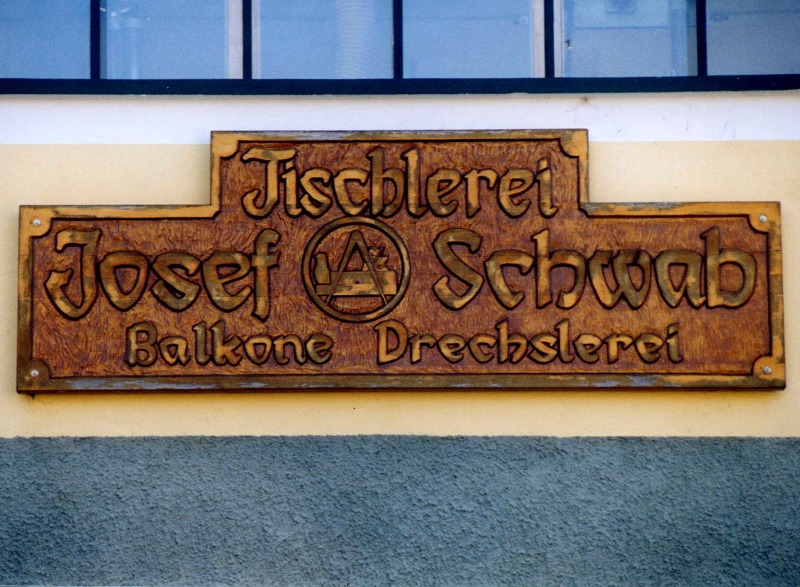 Tischlerei
Josef Schwab
Balkone Drechslerei